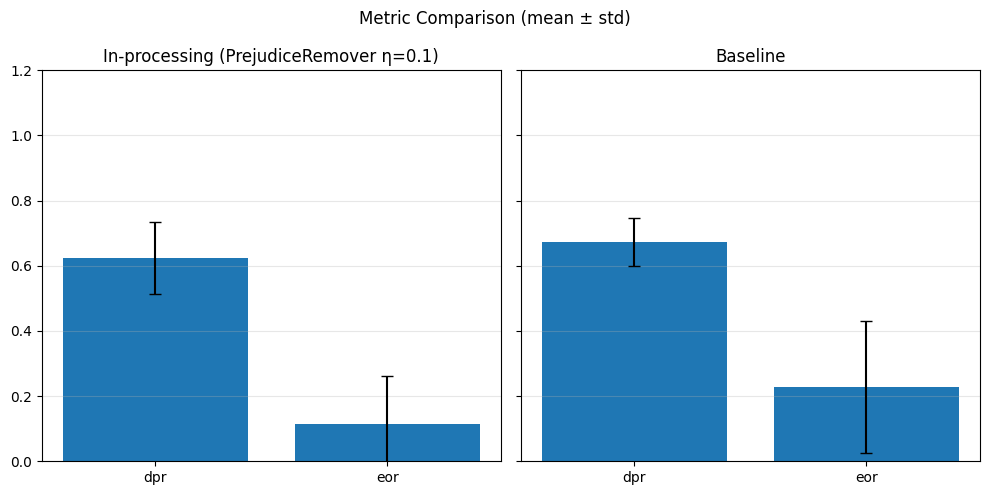 Metric Comparison (mean ± std)
In-processing (PrejudiceRemover η=0.1)
Baseline
1.2
1.0
0.8
0.6
0.4
0.2
0.0
dpr
eor
dpr
eor